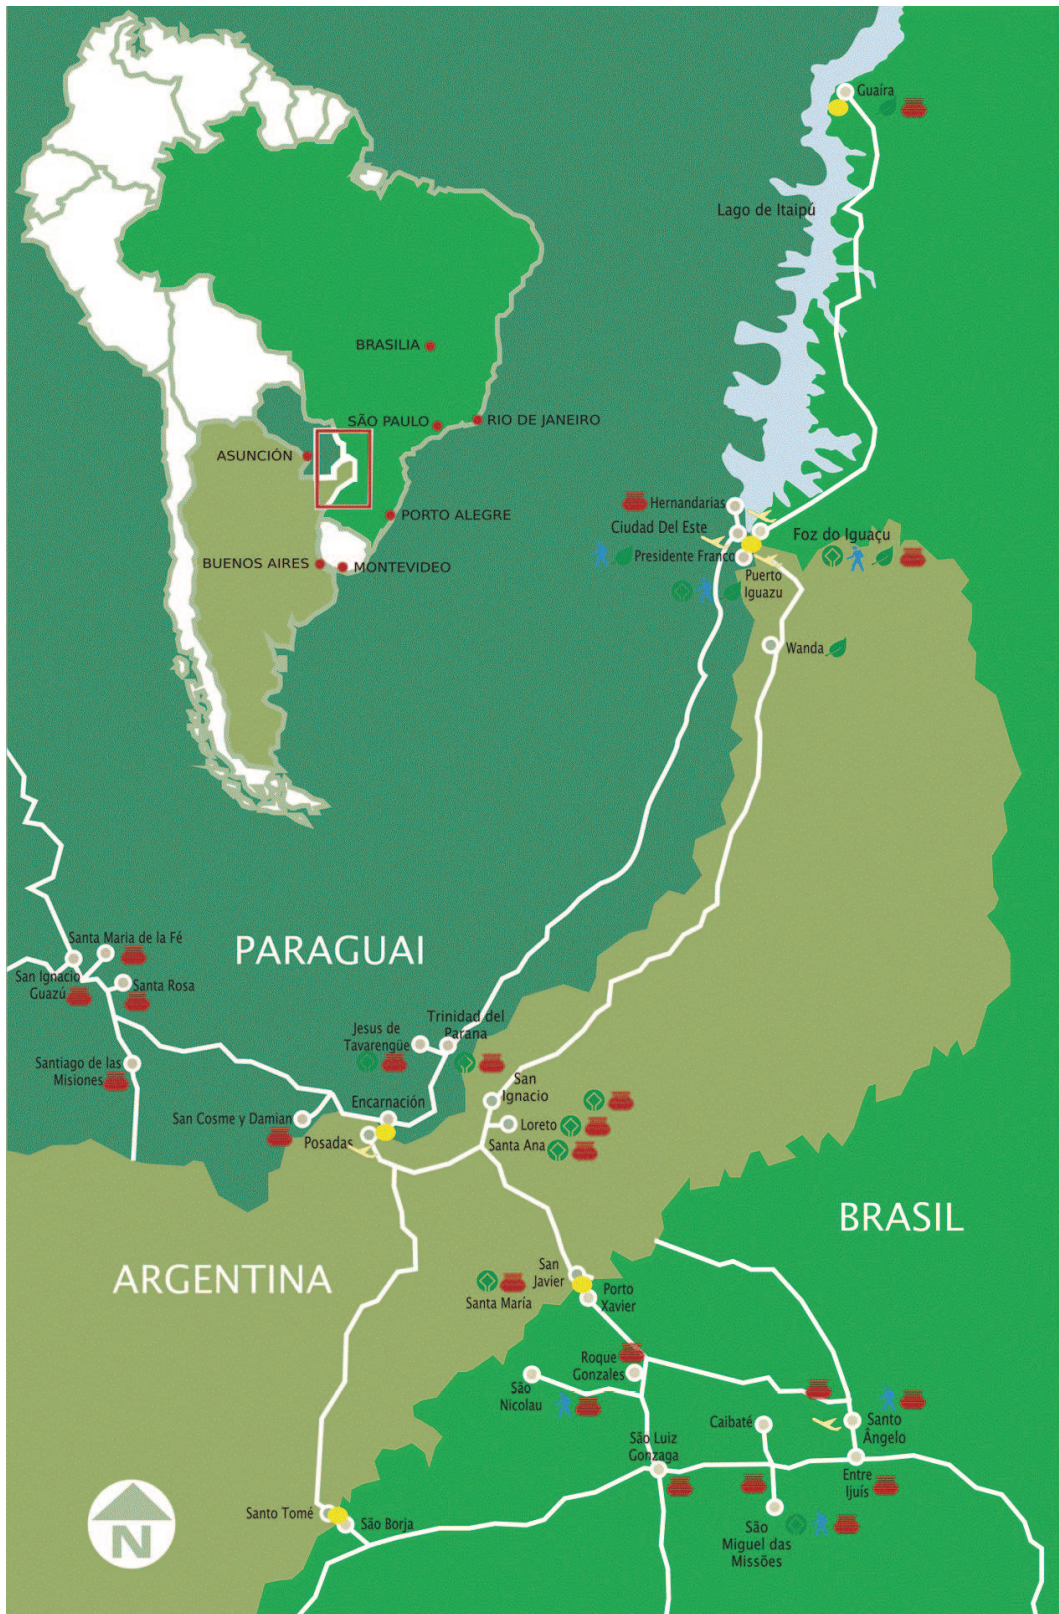 Guaíra
Lago de Itaipú
BRASILIA
SÃO PAULO
RIO DE JANEIRO
ASUNCIÓN
PORTO ALEGRE
BUENOS AIRES
MONTEVIDEO
Hernandarias
Ciudad Del Este
Foz do Iguaçu
Presidente Franco
Puerto
Iguazu
Wanda
Santa Maria de la Fé
PARAGUAI
San Ignacio
Guazú
Santa Rosa
Jesus de
Tavarengüe
Trinidad del
Parana
Santiago de las
Misiones
San
Ignacio
Encarnación
San Cosme y Damian
Loreto
Posadas
Santa Ana
BRASIL
ARGENTINA
San
Javier
Santa María
Porto
Xavier
Roque
Gonzales
São
Nicolau
Caibaté
Santo
Ângelo
São Luiz
Gonzaga
Entre
Ijuís
Santo Tomé
São Borja
São
Miguel das
Missões
N